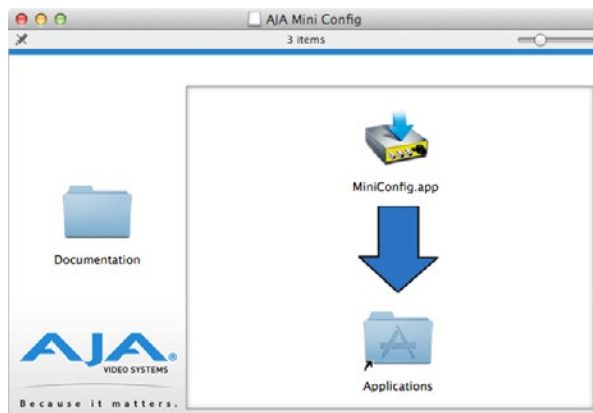 AJA Mini Config
3 items
MiniConfig.app
Documentation
Applications
AJA
VIDEO SYSTEMS
Because it matters.